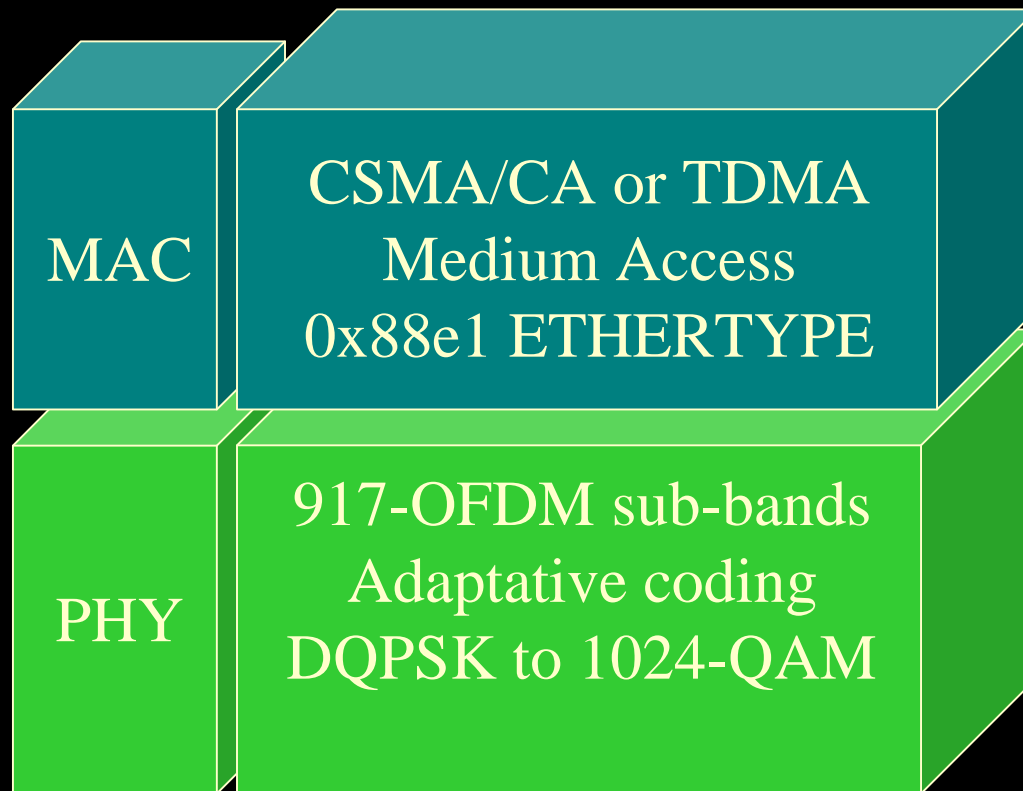 MAC
CSMA/CA or TDMA
Medium Access
0x88e1 ETHERTYPE
PHY
917-OFDM sub-bands
Adaptative coding
DQPSK to 1024-QAM